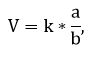 V = k * a/b,